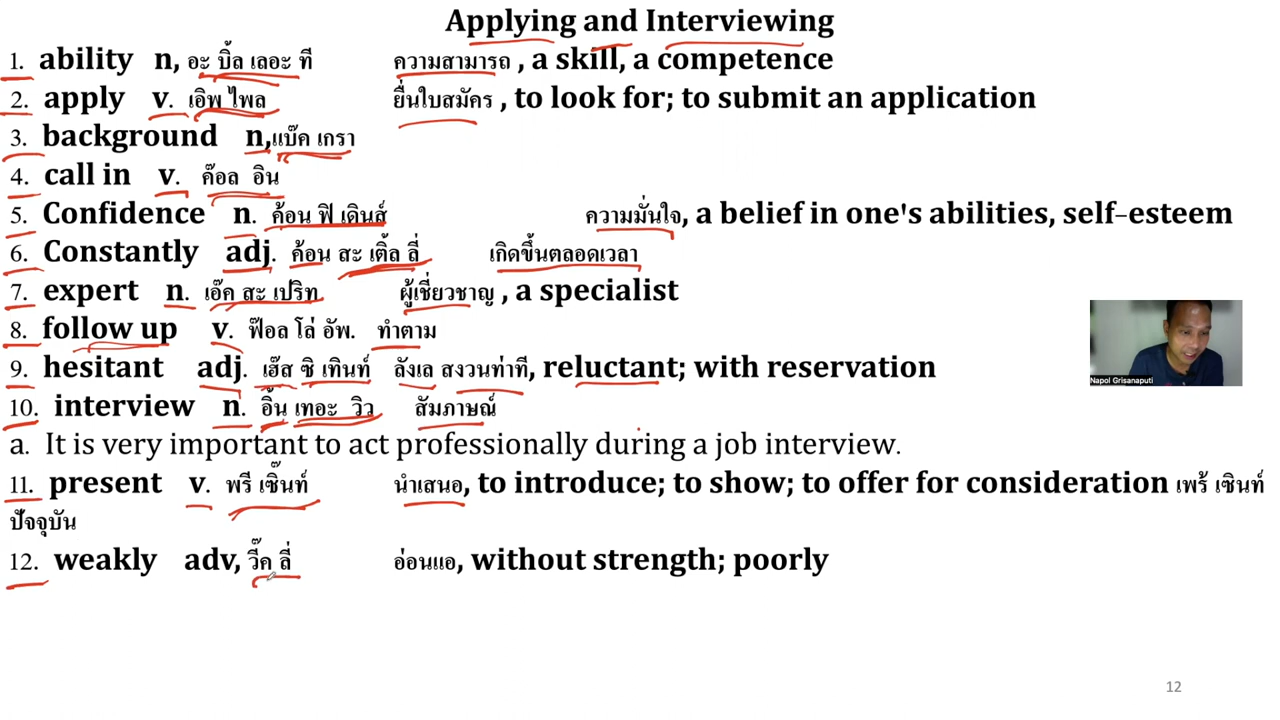 Applying and Interviewing
1. ability n, อะ บิ้ล เลอะ ที ความสามารถ , a skill, a competence
2. apply v. เอิพ ไพล ยื่นใบสมัคร , to look for; to submit an application
3. background n,แบ๊ค เกรา
4. call in v. ค๊อล อิน
5. Confidence n. ค้อน ฟิ เดินส์ ความมั่นใจ, a belief in one's abilities, self-esteem
6. Constantly adj. ค้อน สะ เติ้ล ลี่ เกิดขึ้นตลอดเวลา
7. expert n. เอ๊ค สะ เปริท ผู้เชี่ยวชาญ , a specialist
8. follow up v. ฟ๊อล โล่ อัพ. ทำตาม
9. hesitant adj. เฮ๊ส ซิ เทินท์ ลังเล สงวนท่าที, reluctant; with reservation
10. interview n. อิ้น เทอะ วิว สัมภาษณ์
a. It is very important to act professionally during a job interview.
11. present v. พรี เซิ๊นท์ นำเสนอ, to introduce; to show; to offer for consideration เพร้ เซินท์
ปัจจุบัน
12. weakly adv, วี๊ค ลี่ อ่อนแอ, without strength; poorly
Napol Grisanaputi
12